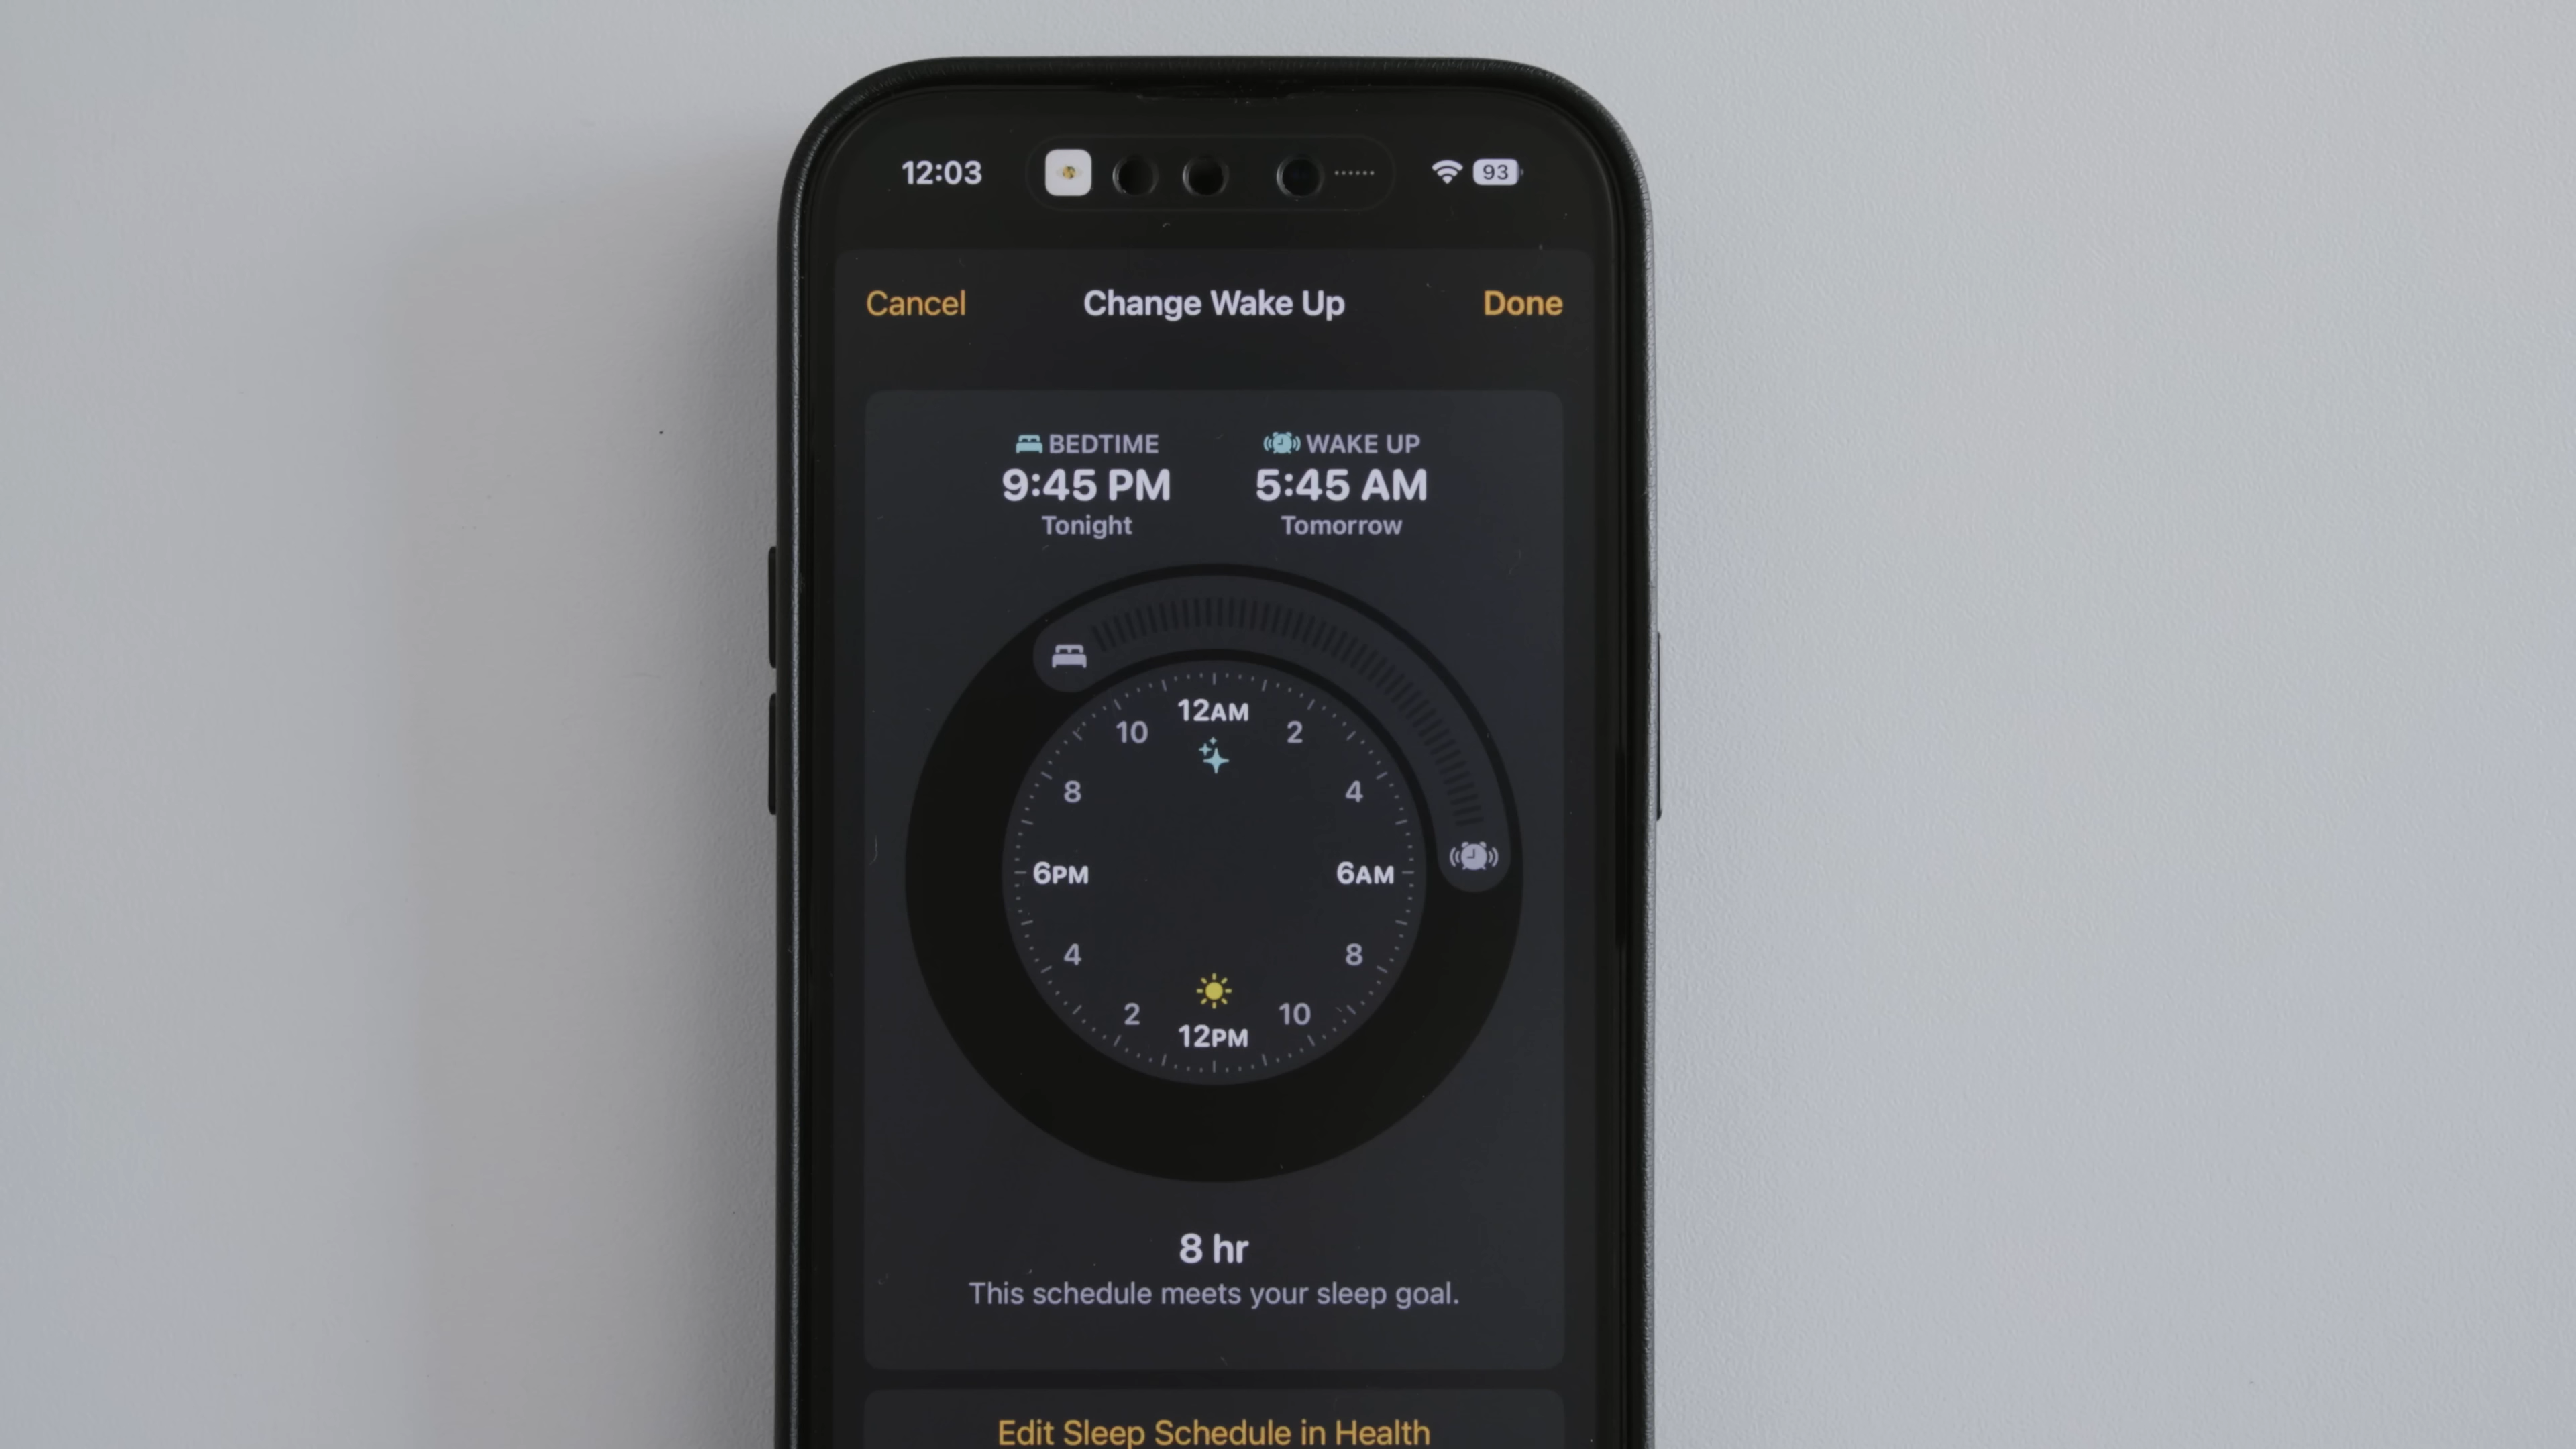 12:03 93
Cancel Change Wake Up Done
BEDTIME WAKE UP
9:45 PM 5:45 AM
Tonight Tomorrow
12AM
10 2
8 4
6PM 6AM
4 8
2 10
12PM
8 hr
This schedule meets your sleep goal.
Edit Sleep Schedule in Health